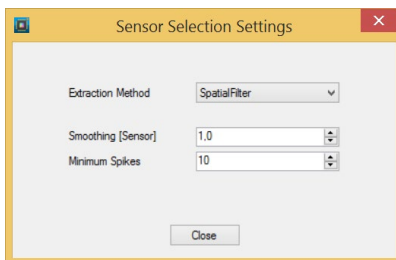 Sensor Selection Settings
Extraction Method SpatialFilter
Smoothing [Sensor] 1,0
Minimum Spikes 10
Close